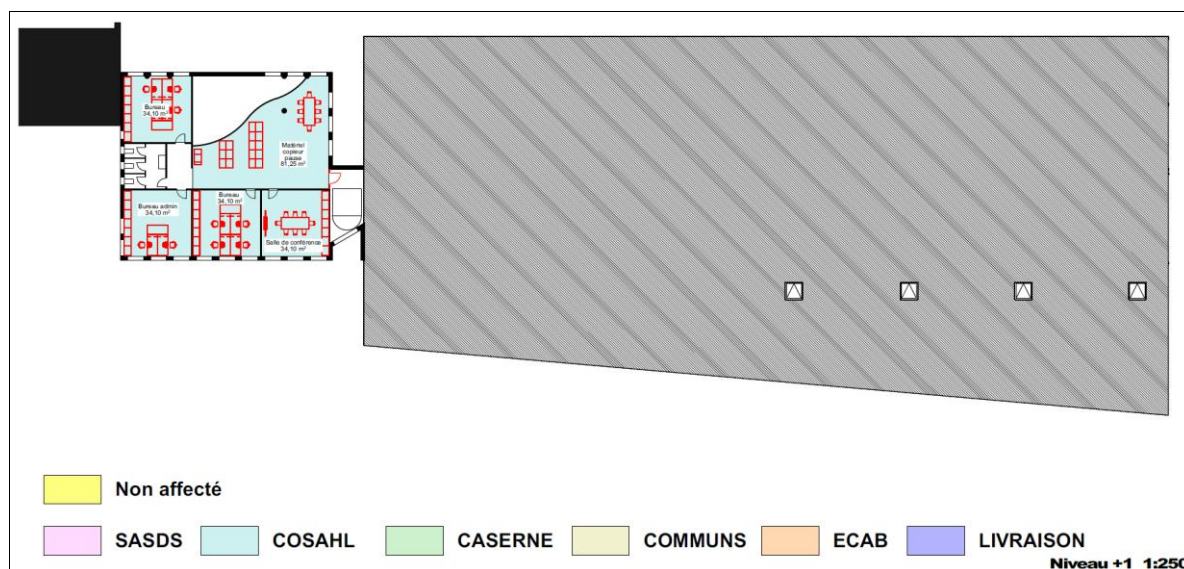 Bureau
34,10 m²
Matériel
copieur
pause
81,25 m²
Bureau admin
34,10 m²
Bureau
34,10 m²
Salle de conférence
34,10 m²
Non affecté
SASDS
COSAHL
CASERNE
COMMUNS
ECAB
LIVRAISON
Niveau +1 1:250